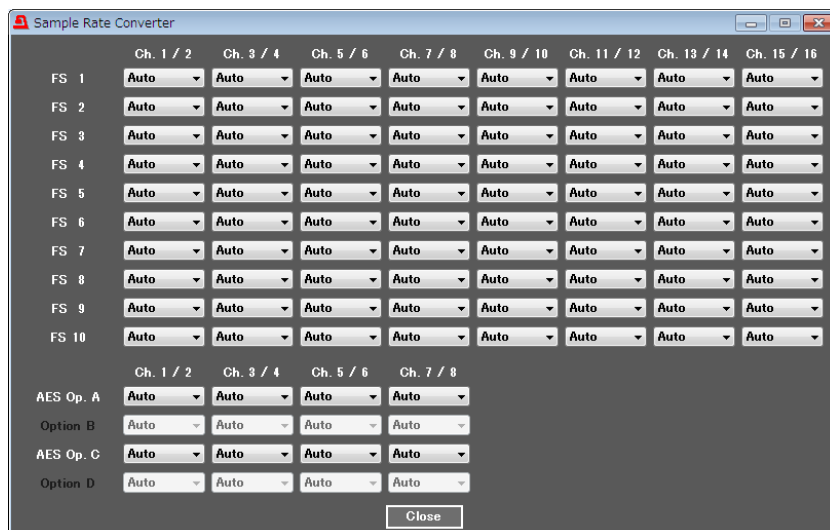 Sample Rate Converter
Ch. 1 / 2 Ch. 3 / 4 Ch. 5 / 6 Ch. 7 / 8 Ch. 9 / 10 Ch. 11 / 12 Ch. 13 / 14 Ch. 15 / 16
FS 1 Auto Auto Auto Auto Auto Auto Auto Auto
FS 2 Auto Auto Auto Auto Auto Auto Auto Auto
FS 3 Auto Auto Auto Auto Auto Auto Auto Auto
FS 4 Auto Auto Auto Auto Auto Auto Auto Auto
FS 5 Auto Auto Auto Auto Auto Auto Auto Auto
FS 6 Auto Auto Auto Auto Auto Auto Auto Auto
FS 7 Auto Auto Auto Auto Auto Auto Auto Auto
FS 8 Auto Auto Auto Auto Auto Auto Auto Auto
FS 9 Auto Auto Auto Auto Auto Auto Auto Auto
FS 10 Auto Auto Auto Auto Auto Auto Auto Auto
Ch. 1 / 2 Ch. 3 / 4 Ch. 5 / 6 Ch. 7 / 8
AES Op. A Auto Auto Auto Auto
Option B Auto Auto Auto Auto
AES Op. C Auto Auto Auto Auto
Option D Auto Auto Auto Auto
Close